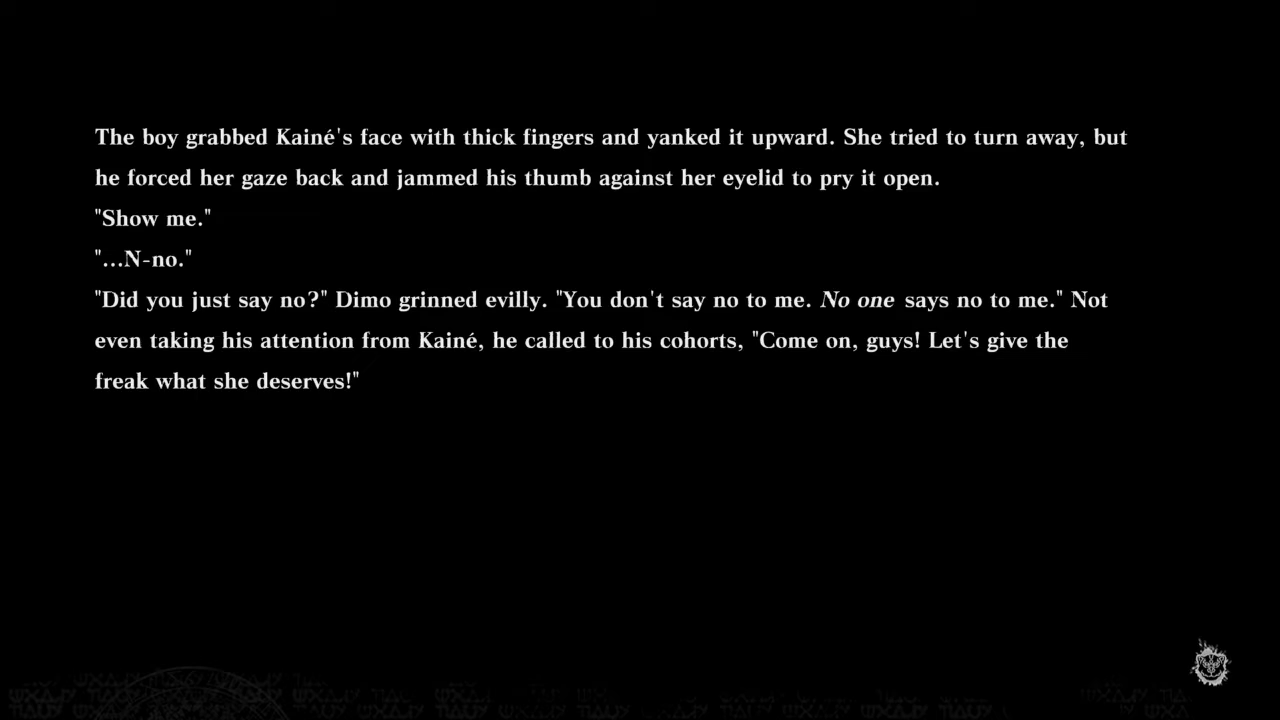 The boy grabbed Kainé's face with thick fingers and yanked it upward. She tried to turn away, but
he forced her gaze back and jammed his thumb against her eyelid to pry it open.
"Show me."
"...N-no."
"Did you just say no?" Dimo grinned evilly. "You don't say no to me. No one says no to me." Not
even taking his attention from Kainé, he called to his cohorts, "Come on, guys! Let's give the
freak what she deserves!"